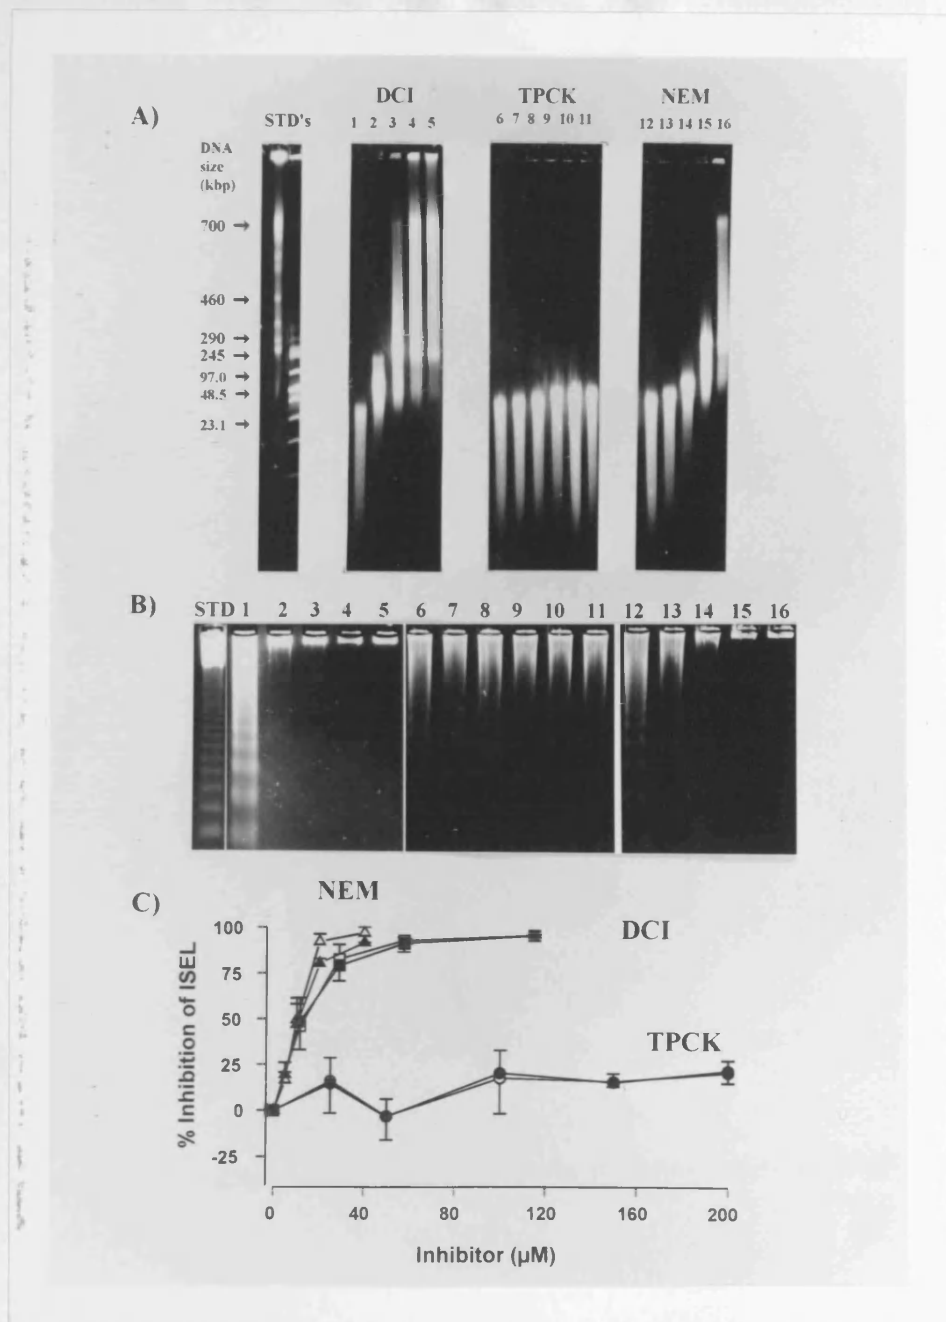 A)
DCI
TPCK
NEM
STD's
1 2 3 4 5
6 7 8 9 10 11
12 13 14 15 16
DNA
size
(kbp)
700 →
460 →
290 →
245 →
97.0 →
48.5 →
23.1 →
B)
STD 1 2 3 4 5 6 7 8 9 10 11 12 13 14 15 16
C)
NEM
DCI
TPCK
% Inhibition of ISEL
100
75
50
25
0
-25
0 40 80 120 160 200
Inhibitor (µM)